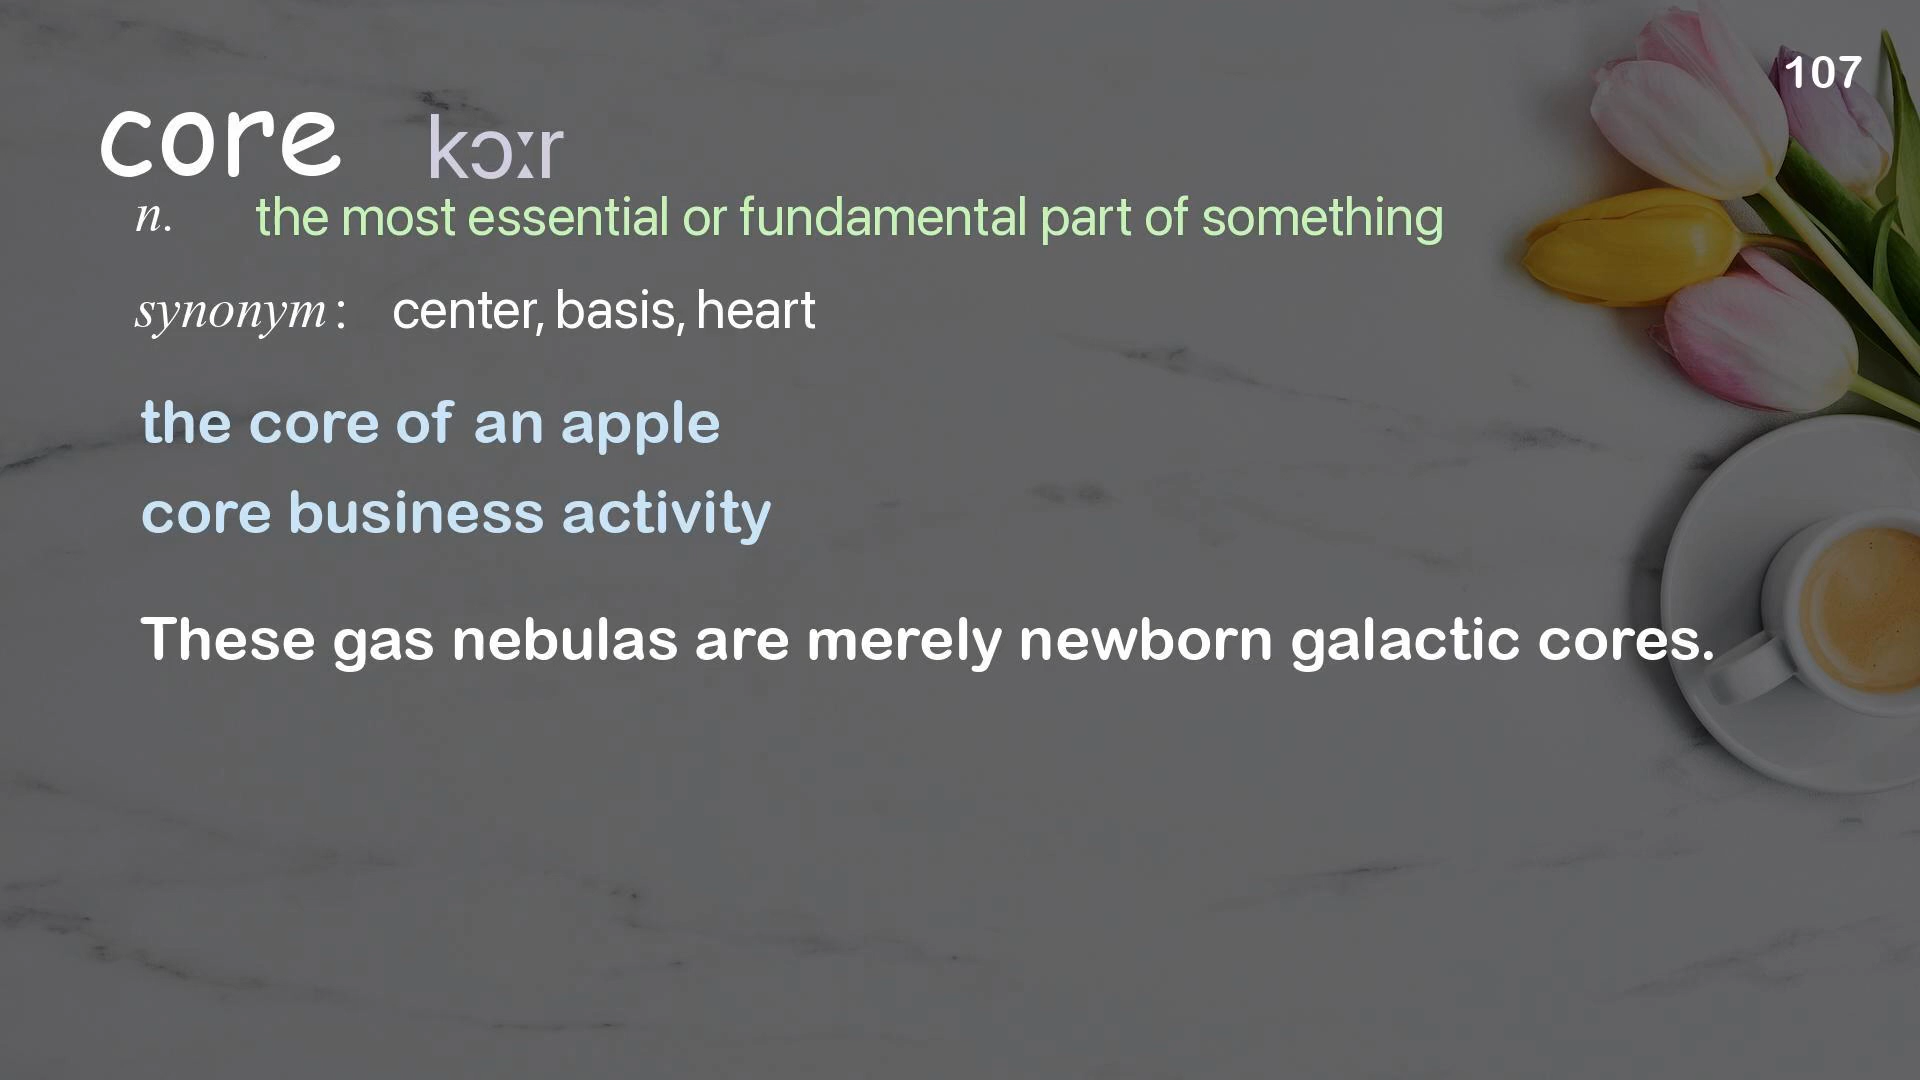 107
core kɔːr
n. the most essential or fundamental part of something
synonym: center, basis, heart
the core of an apple
core business activity
These gas nebulas are merely newborn galactic cores.